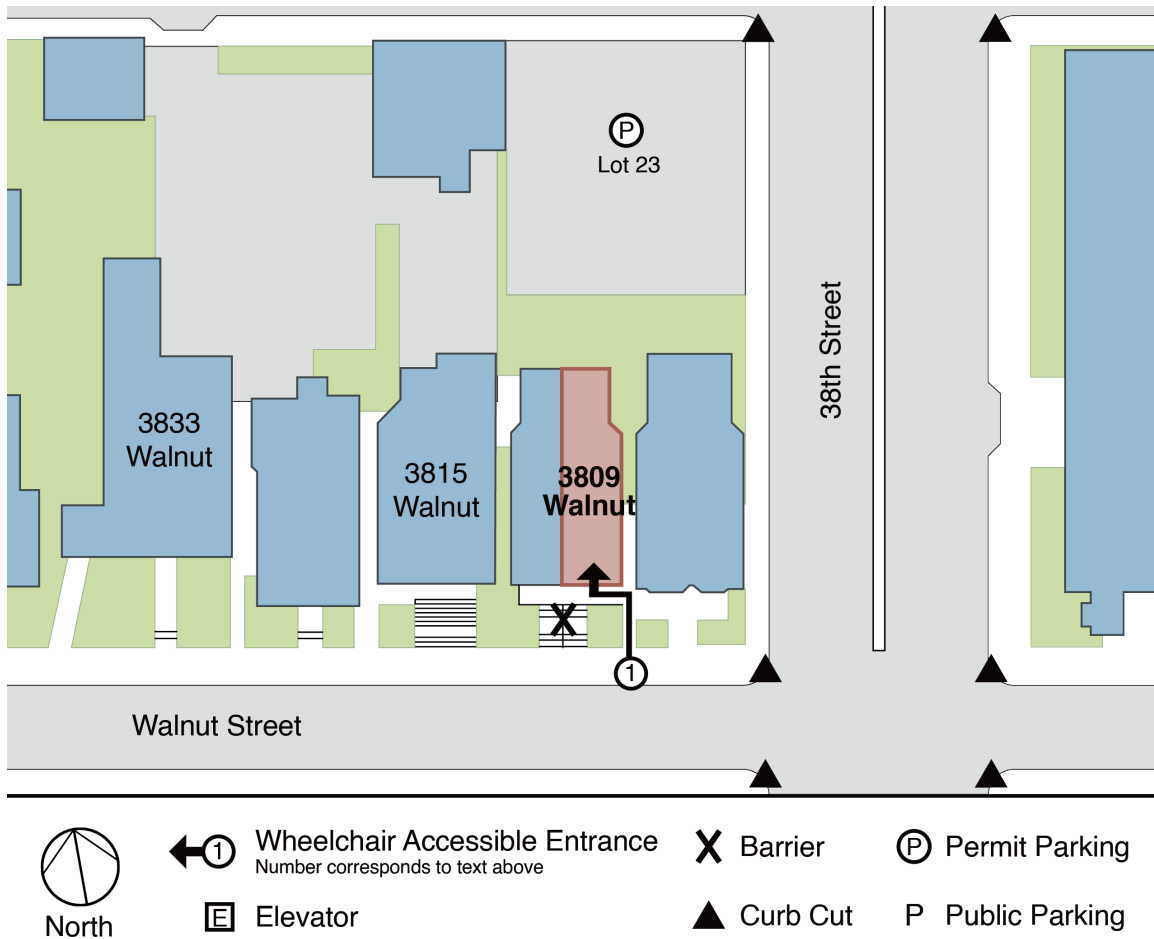 P
Lot 23
38th Street
3833
Walnut
3815
Walnut
3809
Walnut
1
Walnut Street
North
1
Wheelchair Accessible Entrance
Number corresponds to text above
E
Elevator
Barrier
Curb Cut
P
Permit Parking
P
Public Parking